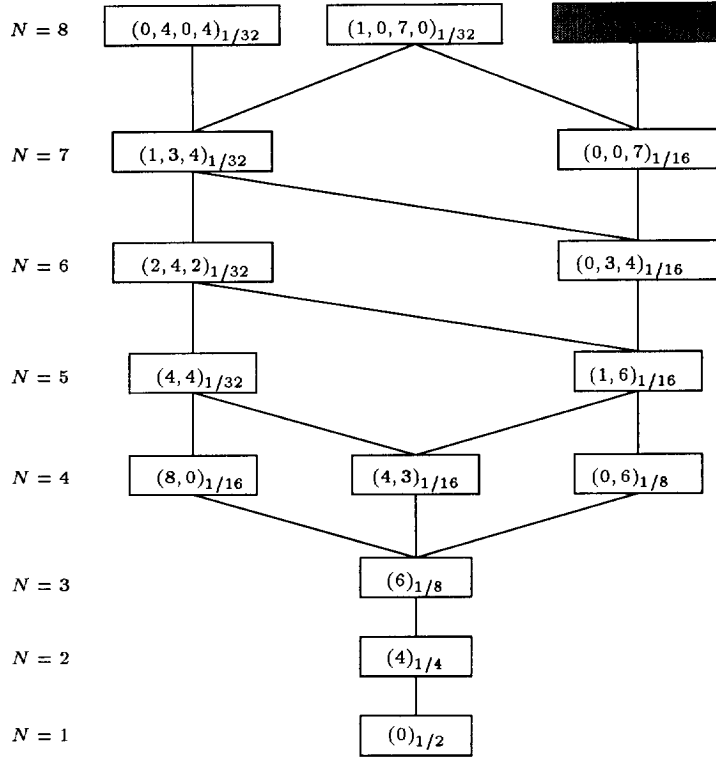 N = 8 (0, 4, 0, 4)1/32 (1, 0, 7, 0)1/32
N = 7 (1, 3, 4)1/32 (0, 0, 7)1/16
N = 6 (2, 4, 2)1/32 (0, 3, 4)1/16
N = 5 (4, 4)1/32 (1, 6)1/16
N = 4 (8, 0)1/16 (4, 3)1/16 (0, 6)1/8
N = 3 (6)1/8
N = 2 (4)1/4
N = 1 (0)1/2